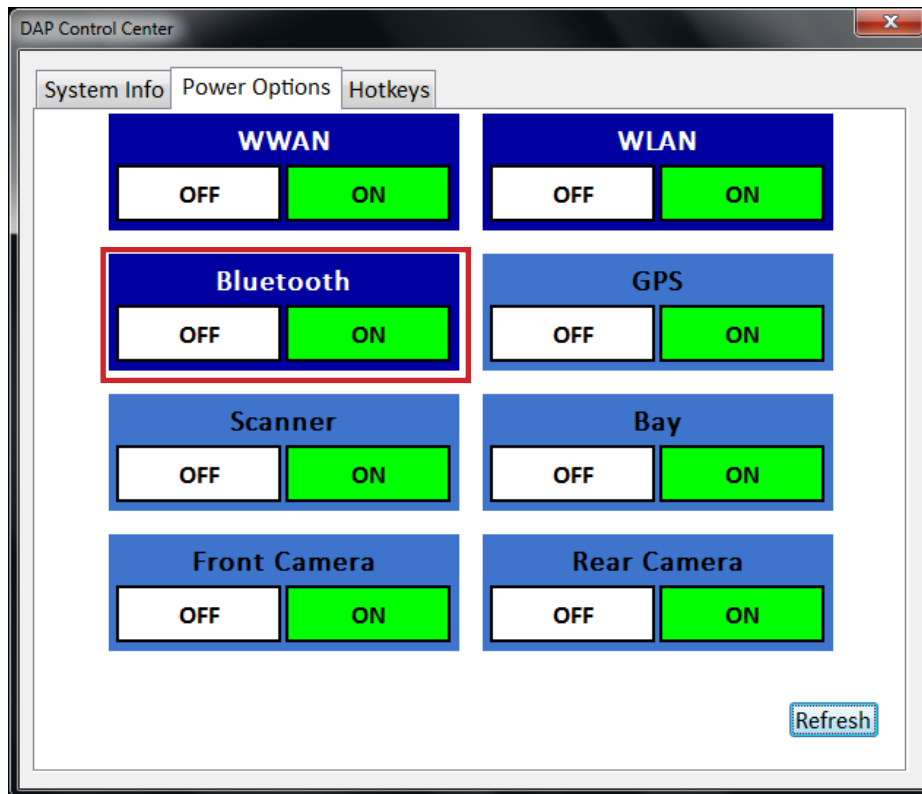 DAP Control Center
System Info Power Options Hotkeys
WWAN WLAN
OFF ON OFF ON
Bluetooth GPS
OFF ON OFF ON
Scanner Bay
OFF ON OFF ON
Front Camera Rear Camera
OFF ON OFF ON
Refresh